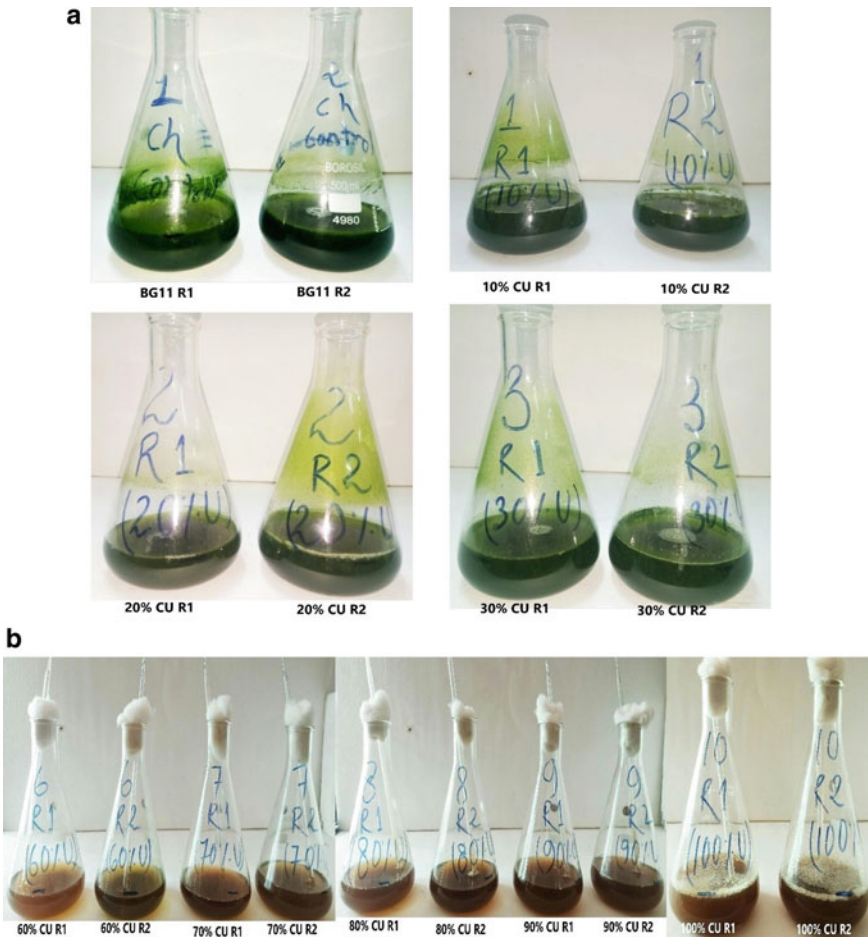 a
1
Ch
Control
2
Ch
Control
BOROSIL
500 ml
4980
BG11 R1
BG11 R2
1
R1
(10%U)
1
R2
(10%U)
10% CU R1
10% CU R2
2
R1
(20%U)
2
R2
(20%U
20% CU R1
20% CU R2
3
R1
(30%U)
3
R2
30%U
30% CU R1
30% CU R2
b
6
R1
(60%U)
6
R2
(60%U)
7
R1
70%U)
7
R2
(70%
8
R1
80%U
8
R2
(80%U
9
R1
(90%U
9
R2
90%U
10
R1
(100%U)
10
R2
(100%
60% CU R1
60% CU R2
70% CU R1
70% CU R2
80% CU R1
80% CU R2
90% CU R1
90% CU R2
100% CU R1
100% CU R2